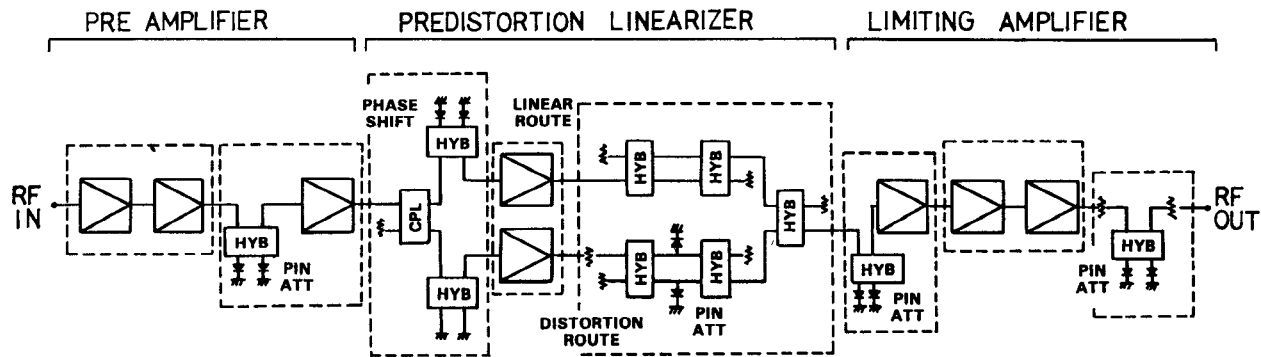 PRE AMPLIFIER
PREDISTORTION LINEARIZER
LIMITING AMPLIFIER
RF
IN
HYB
PIN
ATT
PHASE
SHIFT
HYB
CPL
HYB
LINEAR
ROUTE
DISTORTION
ROUTE
HYB
HYB
HYB
HYB
PIN
ATT
HYB
HYB
PIN
ATT
HYB
PIN
ATT
RF
OUT